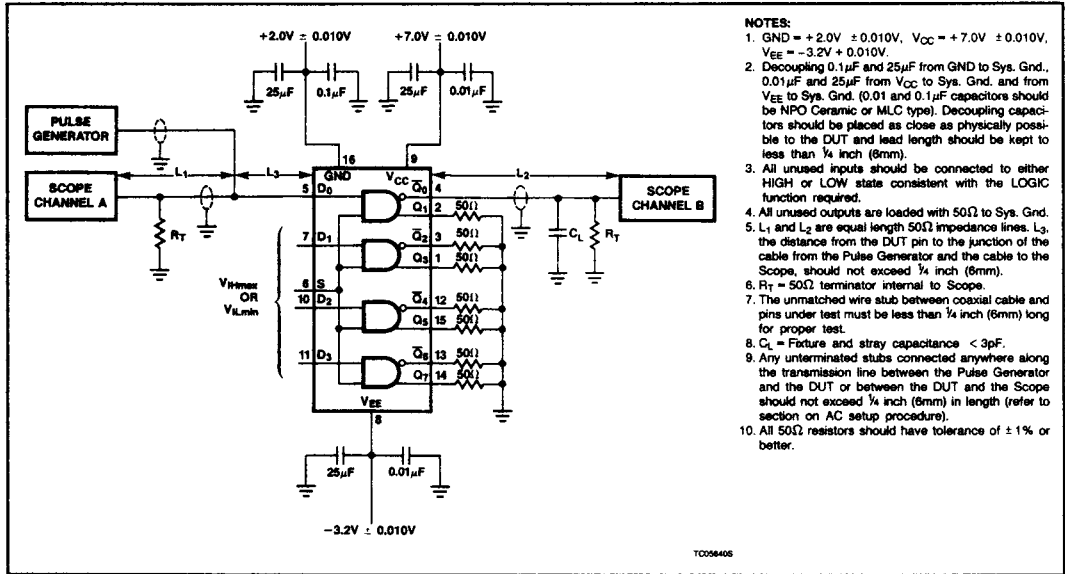 +2.0V ± 0.010V
+7.0V ± 0.010V
25μF
0.1μF
25μF
0.01μF
PULSE
GENERATOR
16
9
L1
L3
GND
VCC
L2
SCOPE
CHANNEL A
5
D0
Q̅0
4
SCOPE
CHANNEL B
Q1
2
50Ω
RT
CL
RT
7
D1
Q̅2
3
50Ω
Q3
1
50Ω
VIHmax
OR
VILmin
6
S
10
D2
Q̅4
12
50Ω
Q5
15
50Ω
11
D3
Q̅6
13
50Ω
Q7
14
50Ω
VEE
8
25μF
0.01μF
−3.2V ± 0.010V
NOTES:
1. GND = + 2.0V ± 0.010V, VCC = + 7.0V ± 0.010V,
VEE = −3.2V + 0.010V.
2. Decoupling 0.1μF and 25μF from GND to Sys. Gnd.,
0.01μF and 25μF from VCC to Sys. Gnd. and from
VEE to Sys. Gnd. (0.01 and 0.1μF capacitors should
be NPO Ceramic or MLC type). Decoupling capaci-
tors should be placed as close as physically possi-
ble to the DUT and lead length should be kept to
less than ¼ inch (6mm).
3. All unused inputs should be connected to either
HIGH or LOW state consistent with the LOGIC
function required.
4. All unused outputs are loaded with 50Ω to Sys. Gnd.
5. L1 and L2 are equal length 50Ω impedance lines. L3,
the distance from the DUT pin to the junction of the
cable from the Pulse Generator and the cable to the
Scope, should not exceed ¼ inch (6mm).
6. RT = 50Ω terminator internal to Scope.
7. The unmatched wire stub between coaxial cable and
pins under test must be less than ¼ inch (6mm) long
for proper test.
8. CL = Fixture and stray capacitance < 3pF.
9. Any unterminated stubs connected anywhere along
the transmission line between the Pulse Generator
and the DUT or between the DUT and the Scope
should not exceed ¼ inch (6mm) in length (refer to
section on AC setup procedure).
10. All 50Ω resistors should have tolerance of ± 1% or
better.
TC05640S